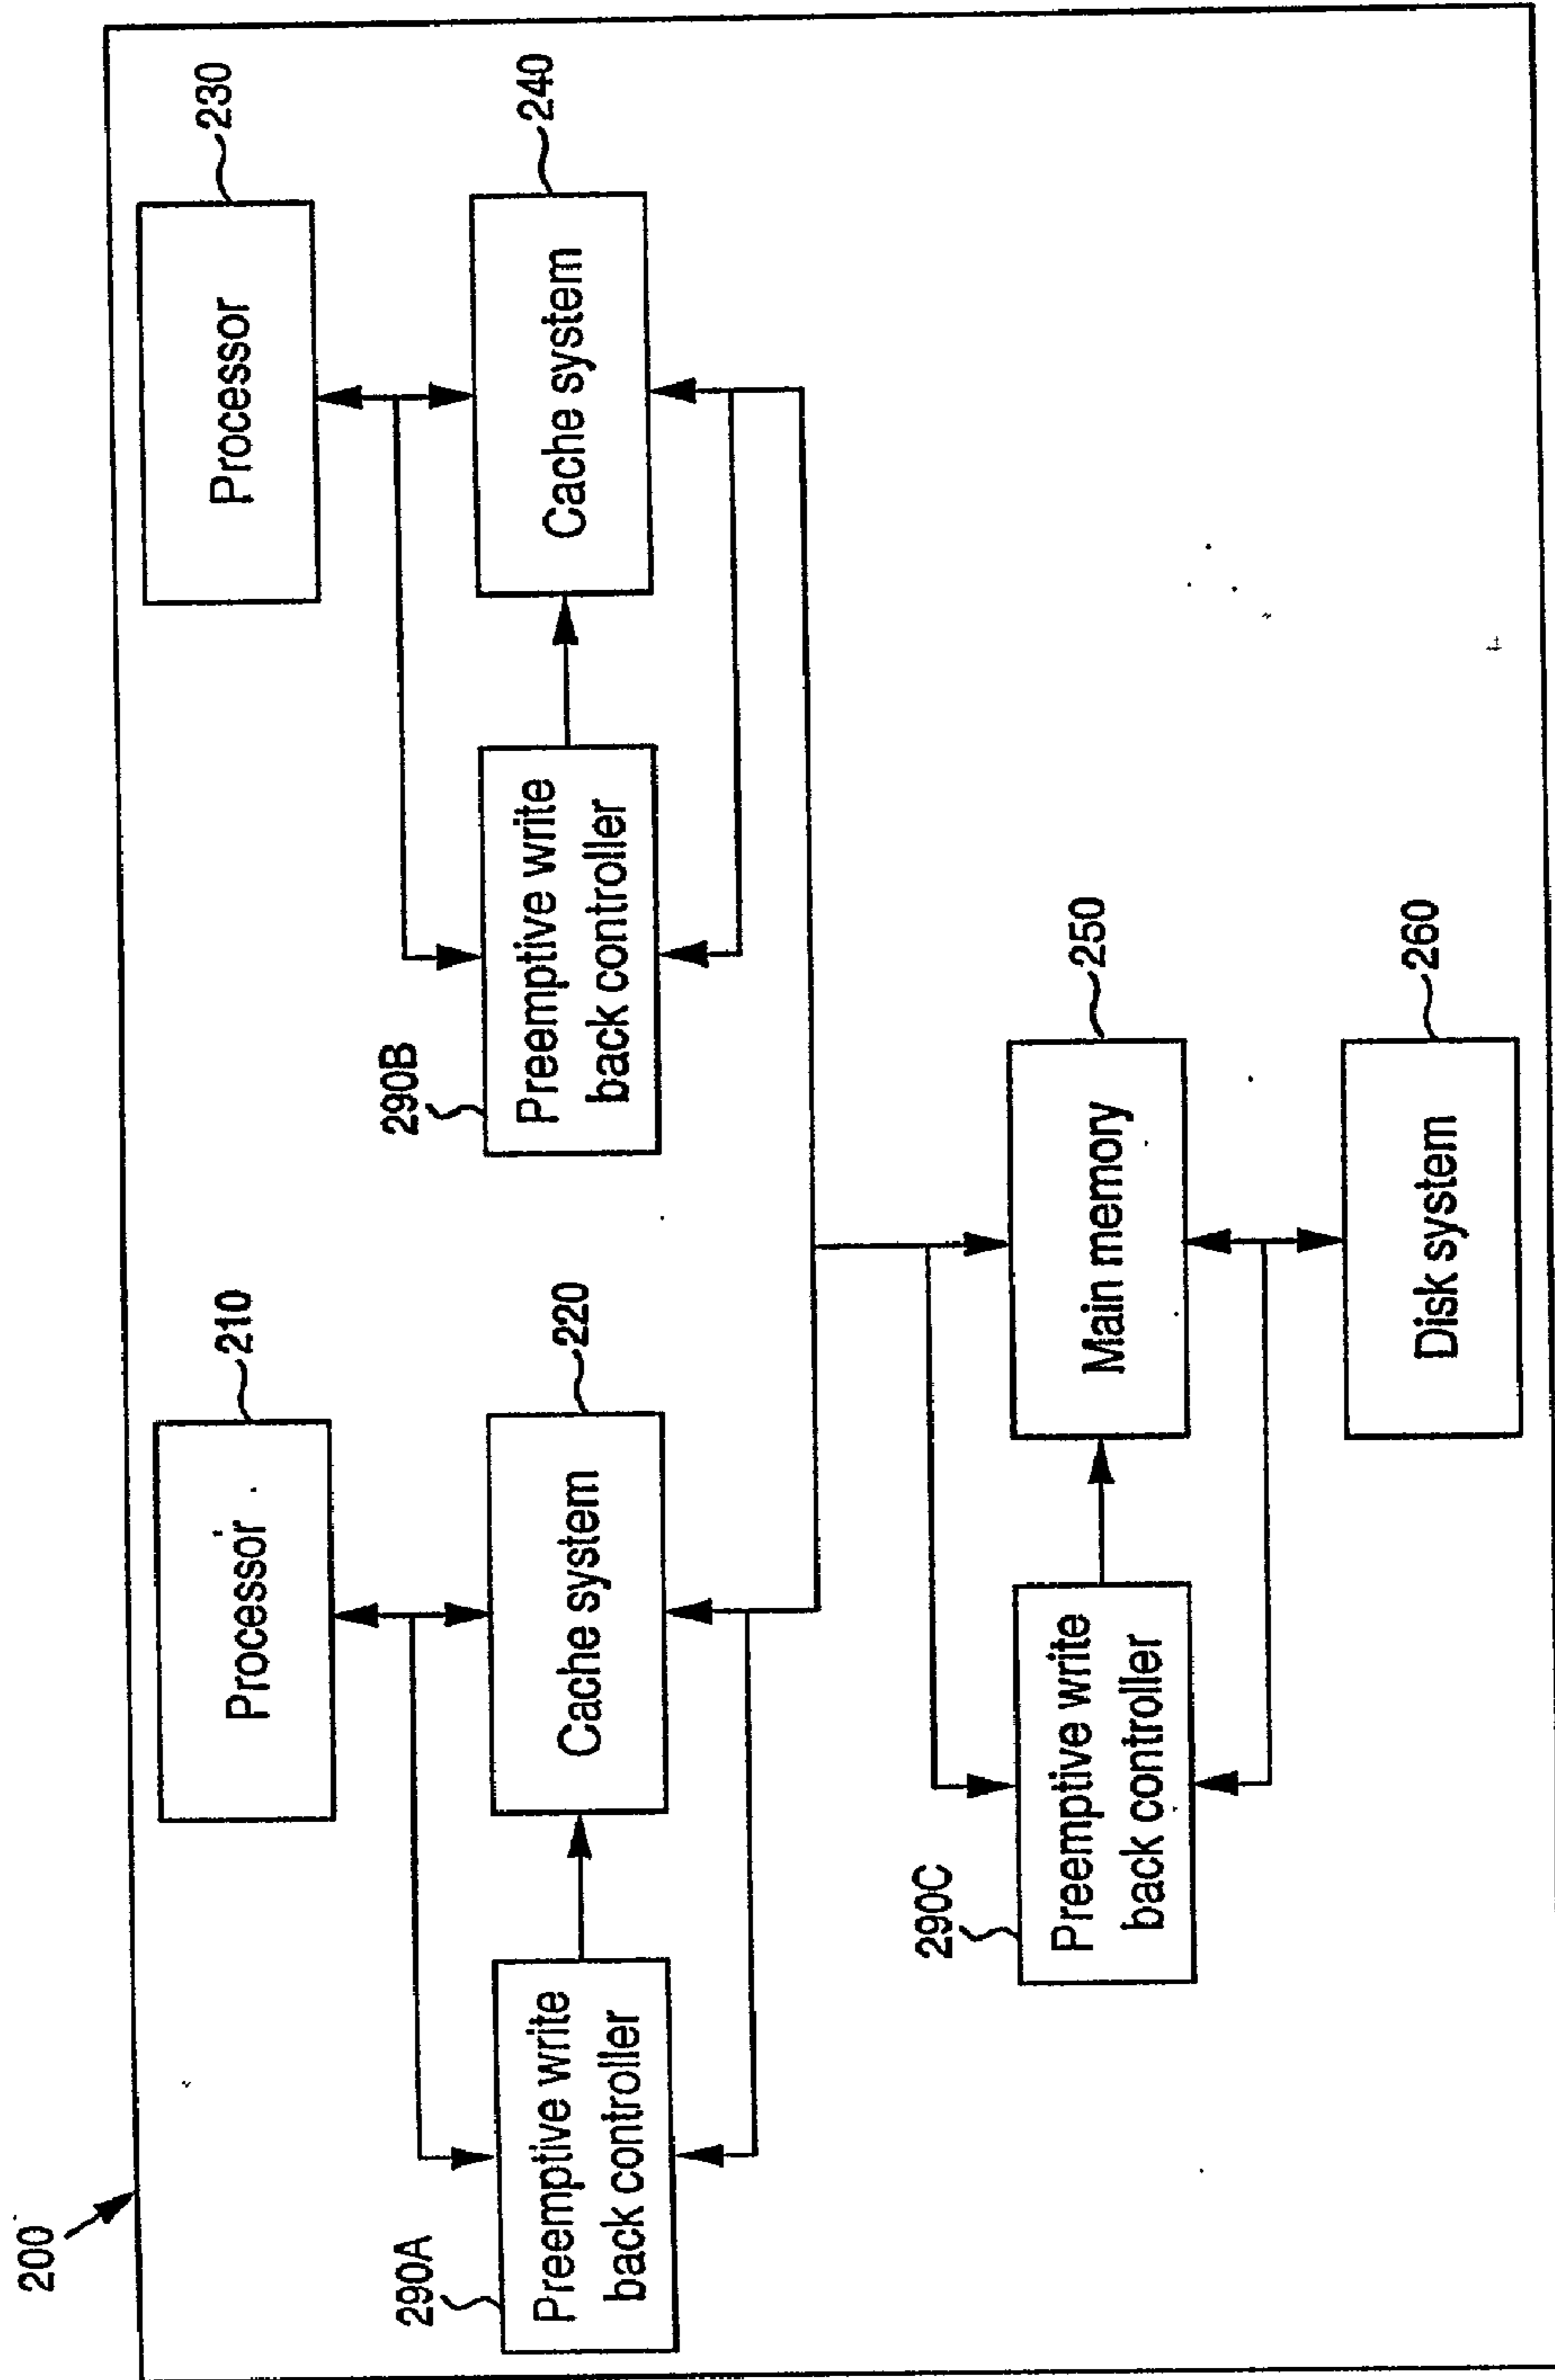 200
210
Processor
230
Processor
220
Cache system
240
Cache system
290A
Preemptive write
back controller
290B
Preemptive write
back controller
250
Main memory
290C
Preemptive write
back controller
260
Disk system